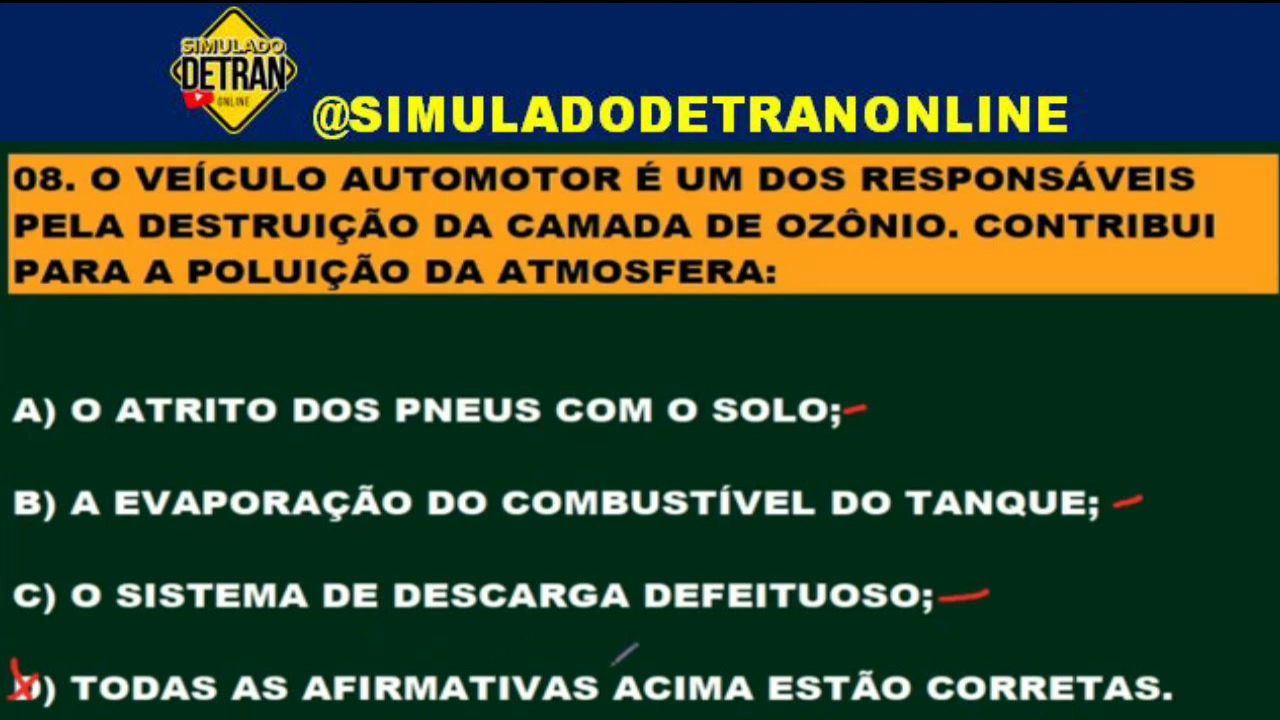 SIMULADO
DETRAN
ONLINE
@SIMULADODETRANONLINE
08. O VEÍCULO AUTOMOTOR É UM DOS RESPONSÁVEIS
PELA DESTRUIÇÃO DA CAMADA DE OZÔNIO. CONTRIBUI
PARA A POLUIÇÃO DA ATMOSFERA:
A) O ATRITO DOS PNEUS COM O SOLO;
B) A EVAPORAÇÃO DO COMBUSTÍVEL DO TANQUE;
C) O SISTEMA DE DESCARGA DEFEITUOSO;
D) TODAS AS AFIRMATIVAS ACIMA ESTÃO CORRETAS.